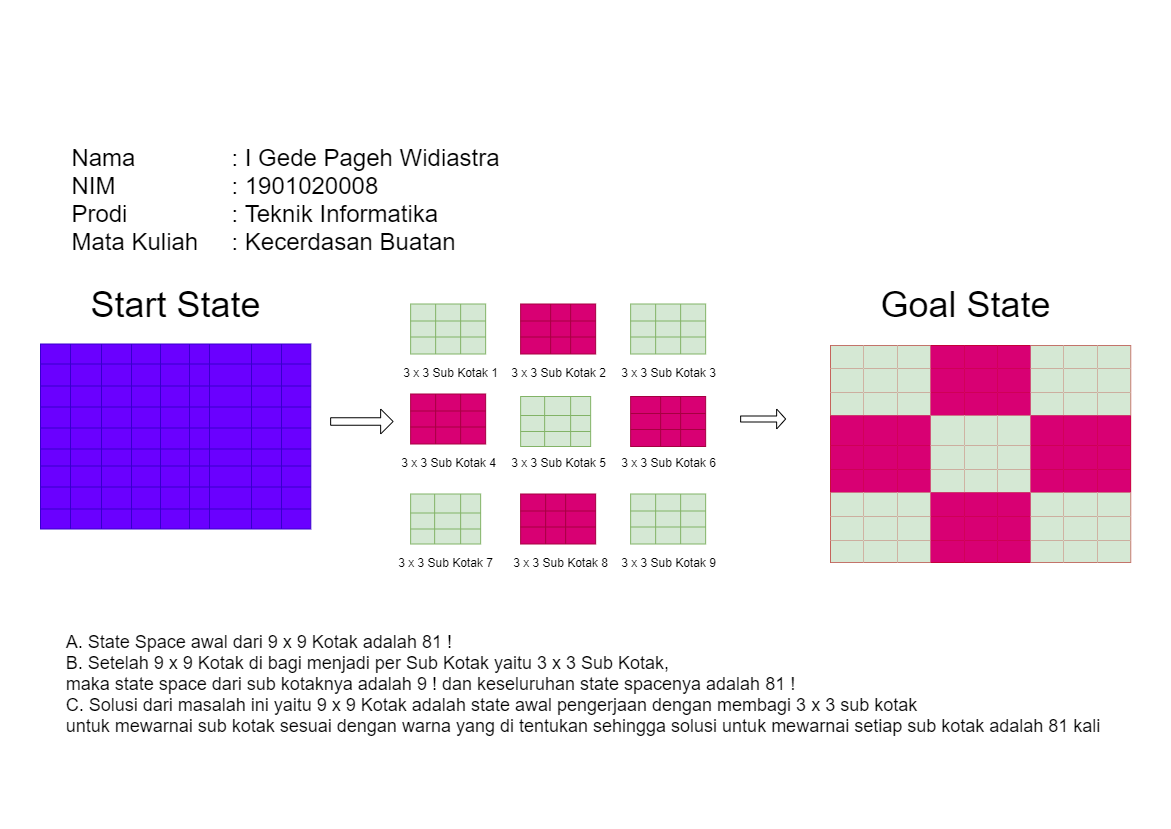 Nama : I Gede Pageh Widiastra
NIM : 1901020008
Prodi : Teknik Informatika
Mata Kuliah : Kecerdasan Buatan
Start State
Goal State
3 x 3 Sub Kotak 1
3 x 3 Sub Kotak 2
3 x 3 Sub Kotak 3
3 x 3 Sub Kotak 4
3 x 3 Sub Kotak 5
3 x 3 Sub Kotak 6
3 x 3 Sub Kotak 7
3 x 3 Sub Kotak 8
3 x 3 Sub Kotak 9
A. State Space awal dari 9 x 9 Kotak adalah 81 !
B. Setelah 9 x 9 Kotak di bagi menjadi per Sub Kotak yaitu 3 x 3 Sub Kotak,
maka state space dari sub kotaknya adalah 9 ! dan keseluruhan state spacenya adalah 81 !
C. Solusi dari masalah ini yaitu 9 x 9 Kotak adalah state awal pengerjaan dengan membagi 3 x 3 sub kotak
untuk mewarnai sub kotak sesuai dengan warna yang di tentukan sehingga solusi untuk mewarnai setiap sub kotak adalah 81 kali